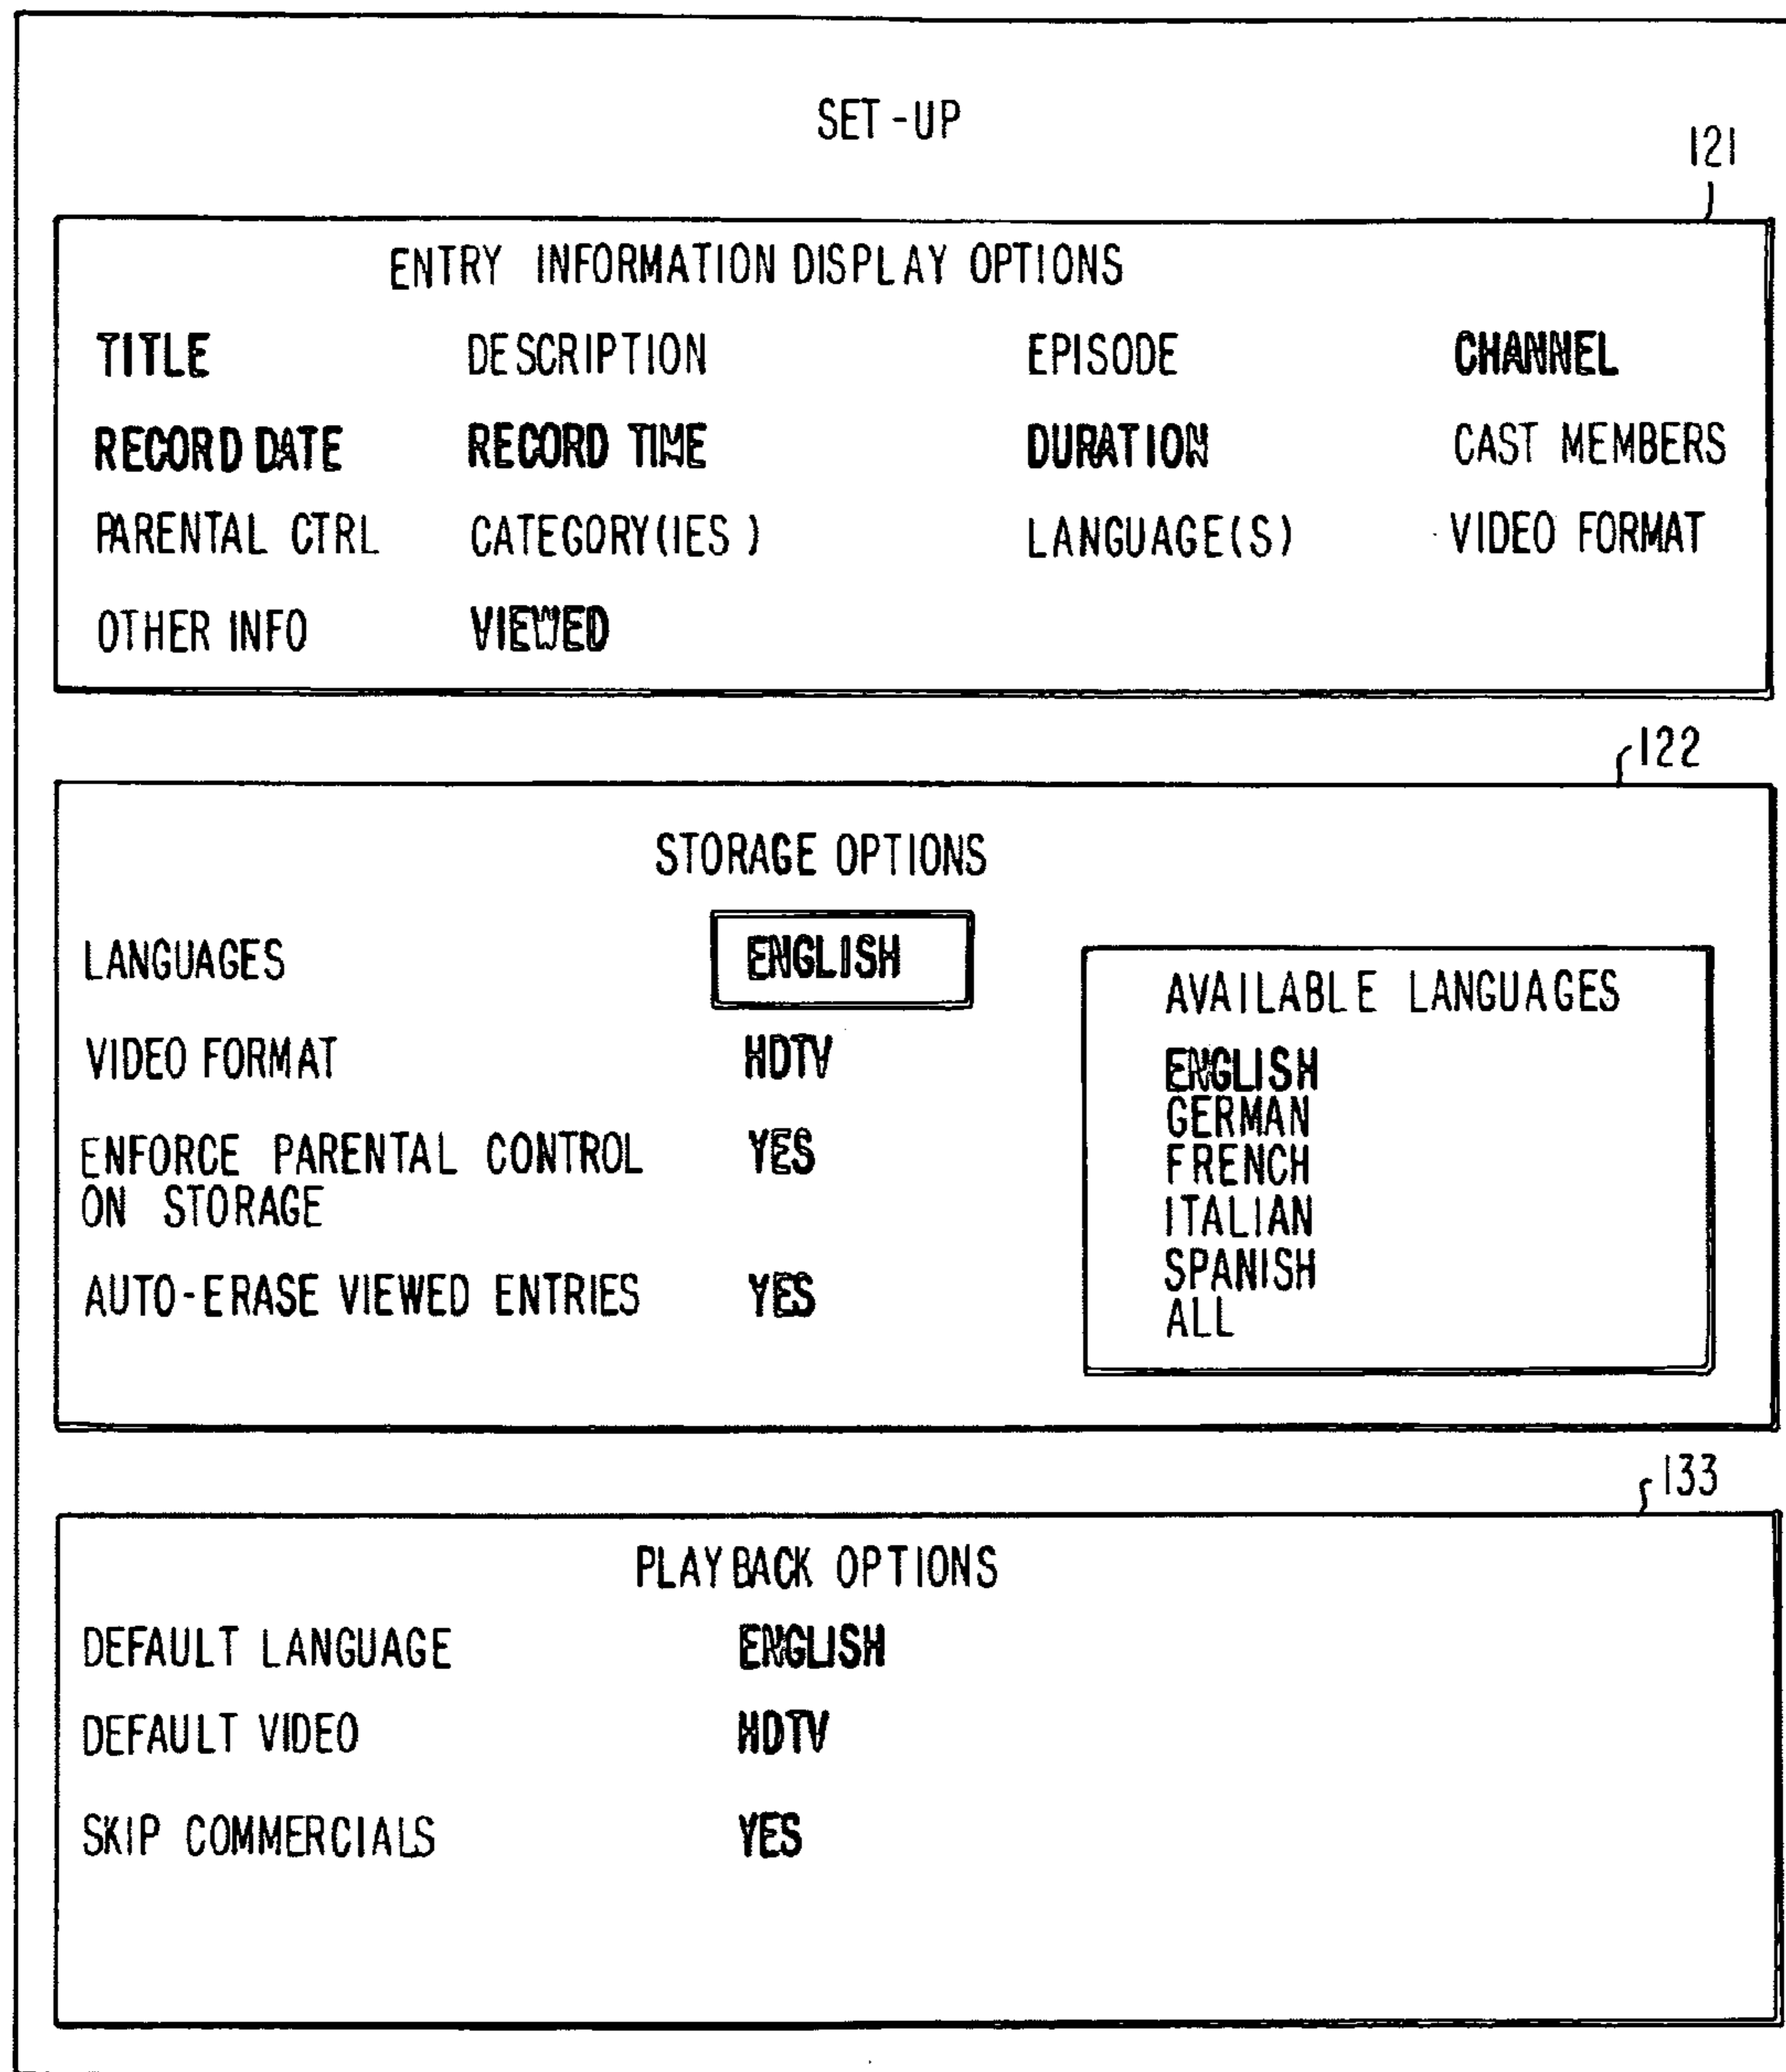 SET-UP
121
ENTRY INFORMATION DISPLAY OPTIONS
TITLE DESCRIPTION EPISODE CHANNEL
RECORD DATE RECORD TIME DURATION CAST MEMBERS
PARENTAL CTRL CATEGORY(IES) LANGUAGE(S) VIDEO FORMAT
OTHER INFO VIEWED
122
STORAGE OPTIONS
LANGUAGES ENGLISH
VIDEO FORMAT HDTV
ENFORCE PARENTAL CONTROL YES
ON STORAGE
AUTO-ERASE VIEWED ENTRIES YES
AVAILABLE LANGUAGES
ENGLISH
GERMAN
FRENCH
ITALIAN
SPANISH
ALL
133
PLAYBACK OPTIONS
DEFAULT LANGUAGE ENGLISH
DEFAULT VIDEO HDTV
SKIP COMMERCIALS YES